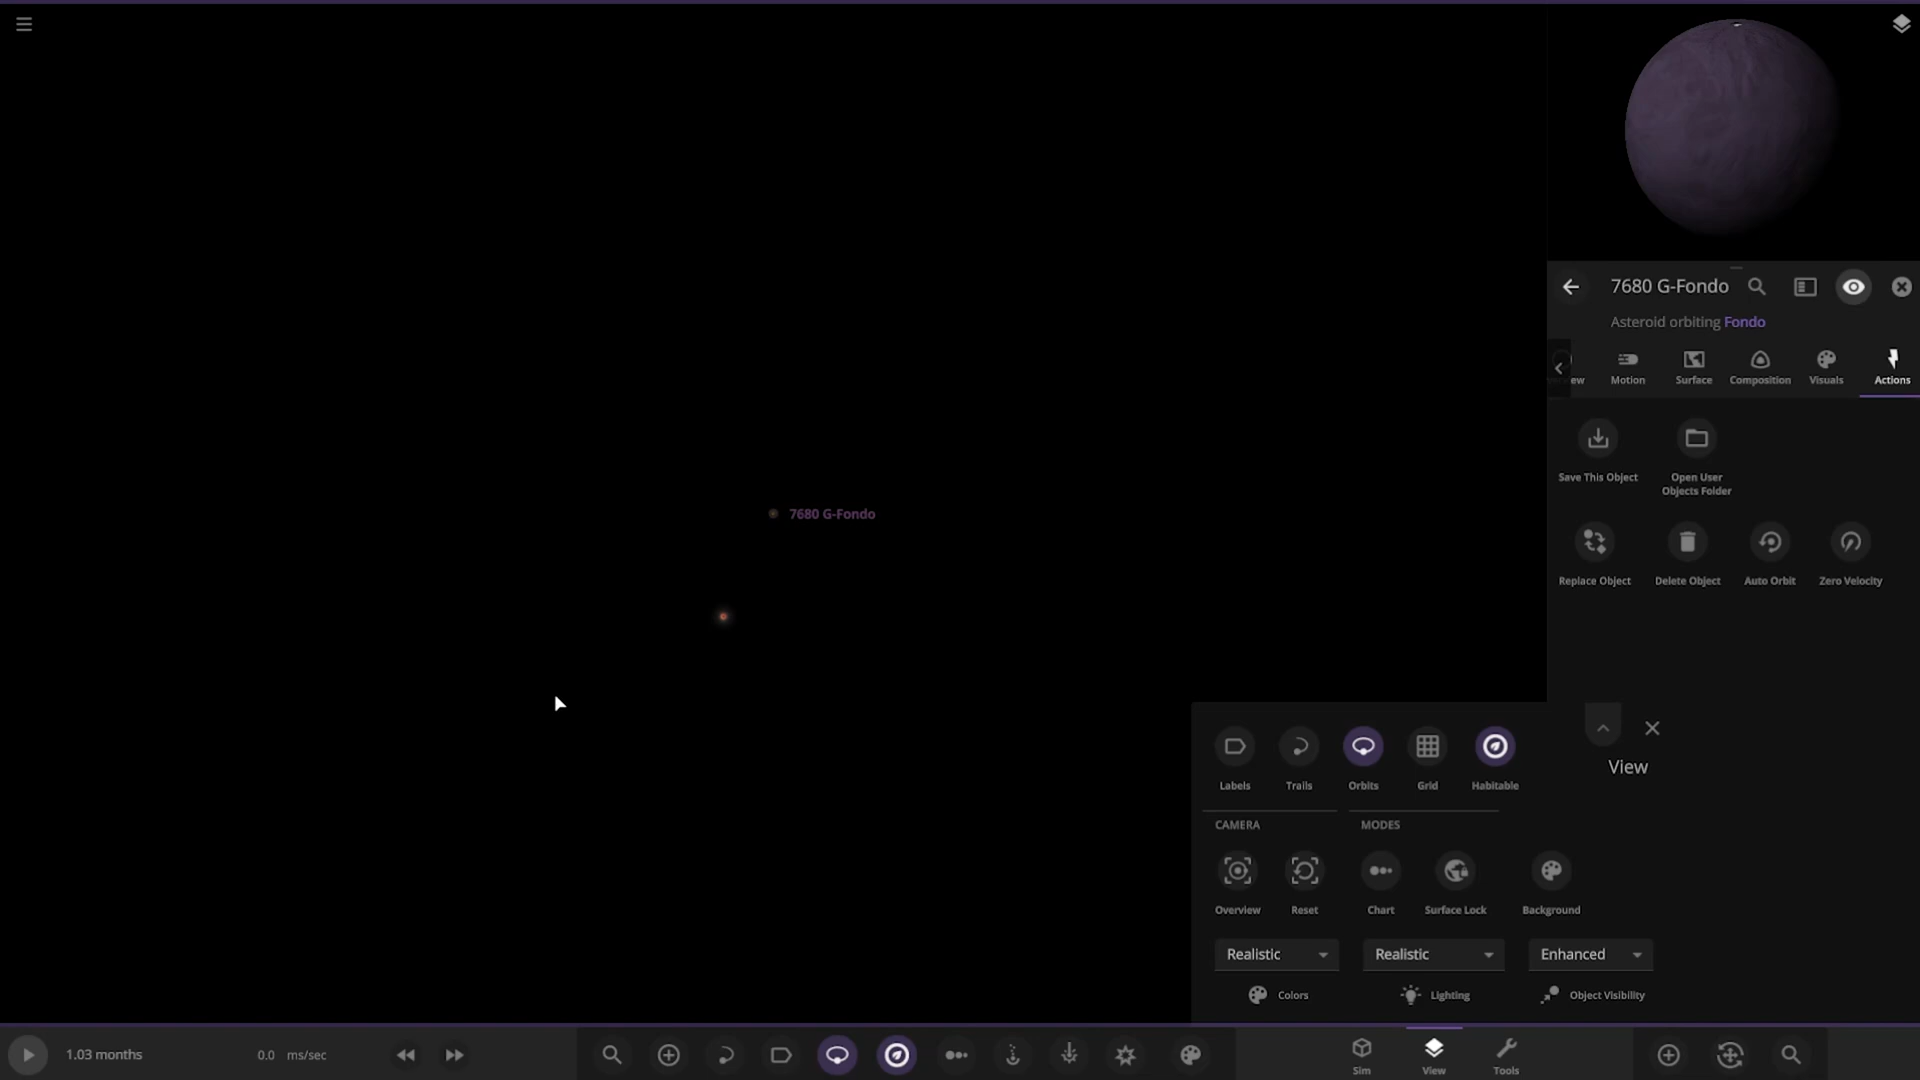 7680 G-Fondo
Asteroid orbiting Fondo
Motion
Surface
Composition
Visuals
Actions
Save This Object
Open User
Objects Folder
Replace Object
Delete Object
Auto Orbit
Zero Velocity
7680 G-Fondo
Labels
Trails
Orbits
Grid
Habitable
View
CAMERA
MODES
Overview
Reset
Chart
Surface Lock
Background
Realistic
Realistic
Enhanced
Colors
Lighting
Object Visibility
1.03 months
0.0 ms/sec
Sim
View
Tools